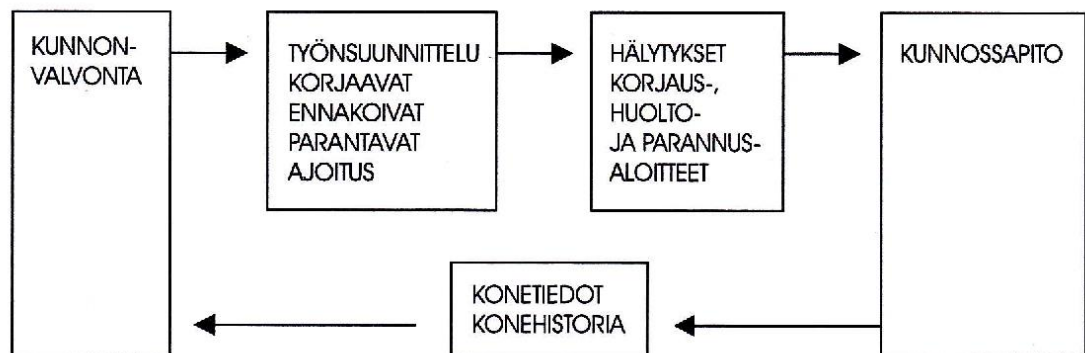 KUNNON-
VALVONTA
TYÖNSUUNNITTELU
KORJAAVAT
ENNAKOIVAT
PARANTAVAT
AJOITUS
HÄLYTYKSET
KORJAUS-,
HUOLTO-
JA PARANNUS-
ALOITTEET
KUNNOSSAPITO
KONETIEDOT
KONEHISTORIA